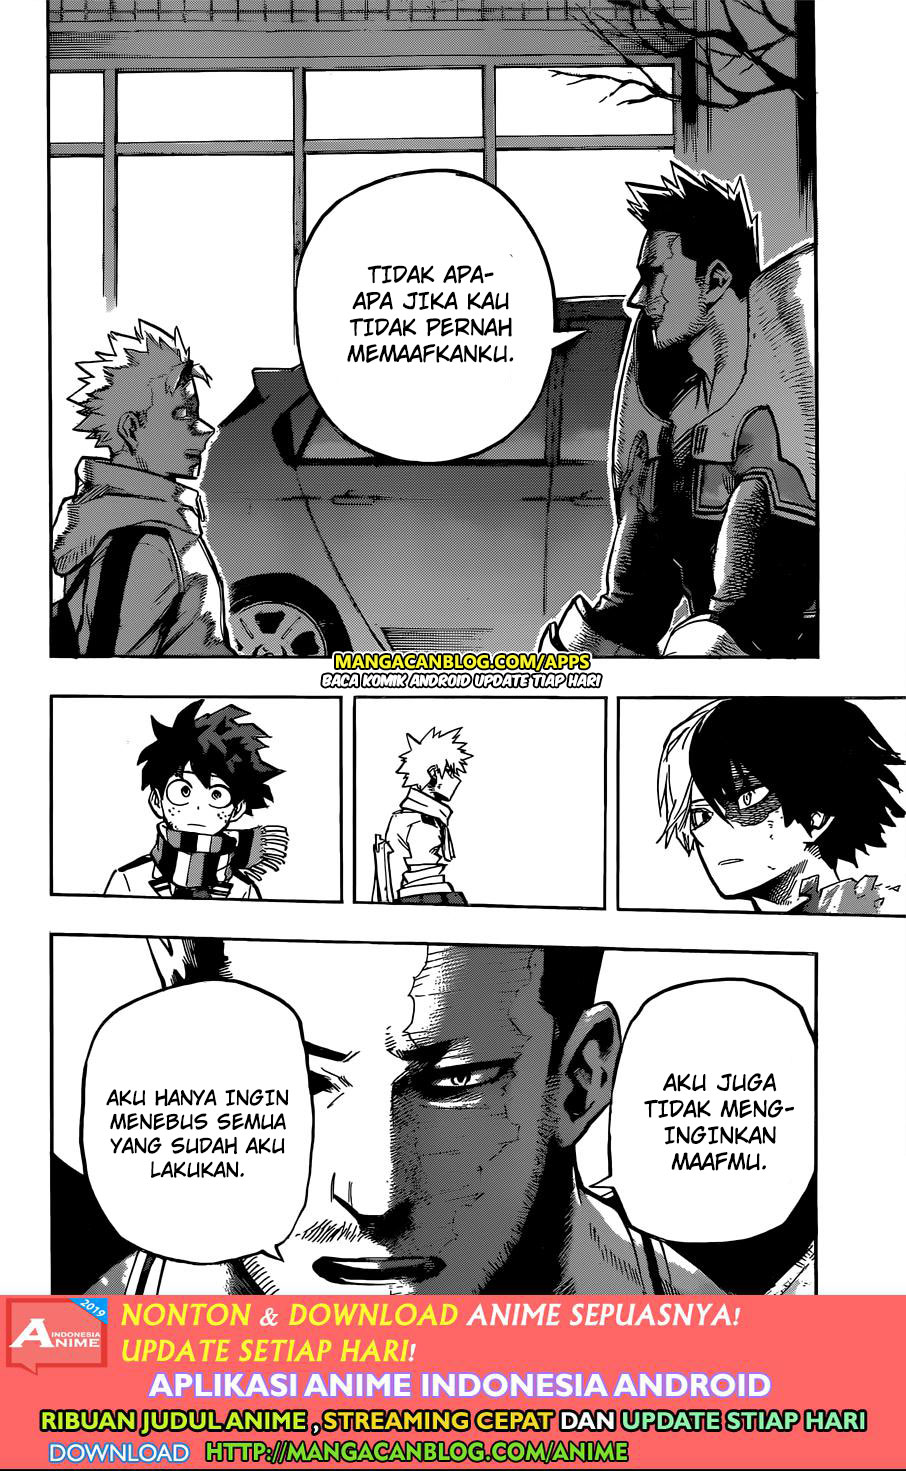 TIDAK APA-
APA JIKA KAU
TIDAK PERNAH
MEMAAFKANKU.
MANGACANBLOG.COM/APPS
BACA KOMIK ANDROID UPDATE TIAP HARI
AKU JUGA
TIDAK MENG-
INGINKAN
MAAFMU.
AKU HANYA INGIN
MENEBUS SEMUA
YANG SUDAH AKU
LAKUKAN.
2019
INDONESIA
ANIME
NONTON & DOWNLOAD ANIME SEPUASNYA!
UPDATE SETIAP HARI!
APLIKASI ANIME INDONESIA ANDROID
RIBUAN JUDUL ANIME , STREAMING CEPAT DAN UPDATE STIAP HARI
DOWNLOAD HTTP://MANGACANBLOG.COM/ANIME